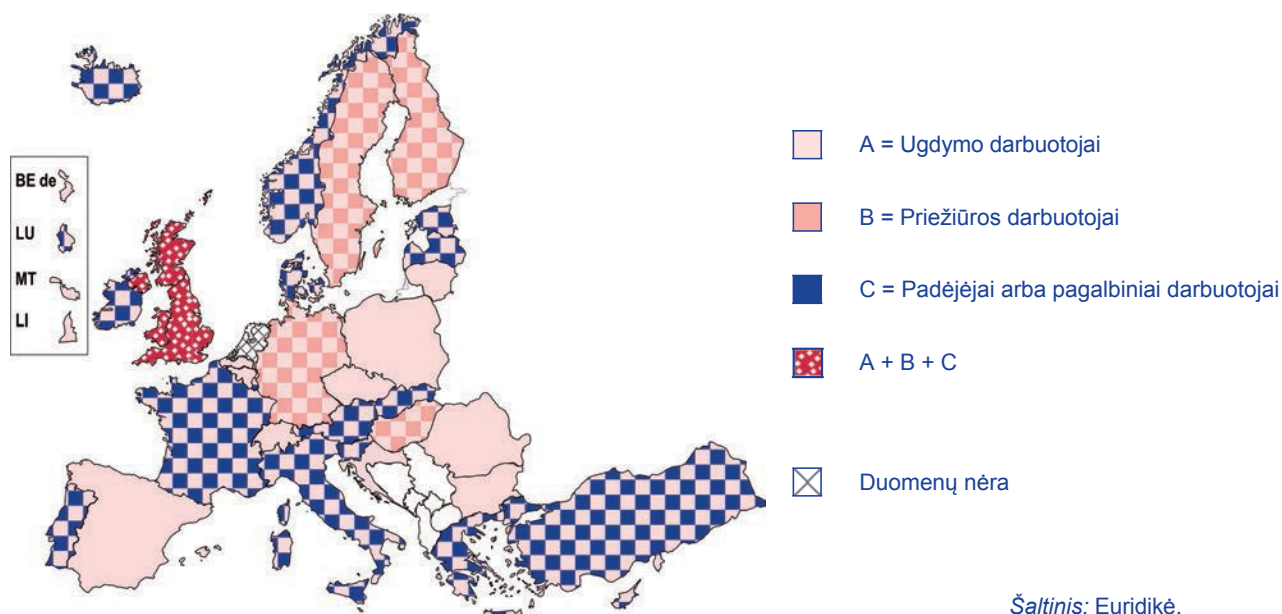 BE de
LU
MT
LI
A = Ugdymo darbuotojai
B = Priežiūros darbuotojai
C = Padėjėjai arba pagalbiniai darbuotojai
A + B + C
Duomenų nėra
Šaltinis: Euridikė.